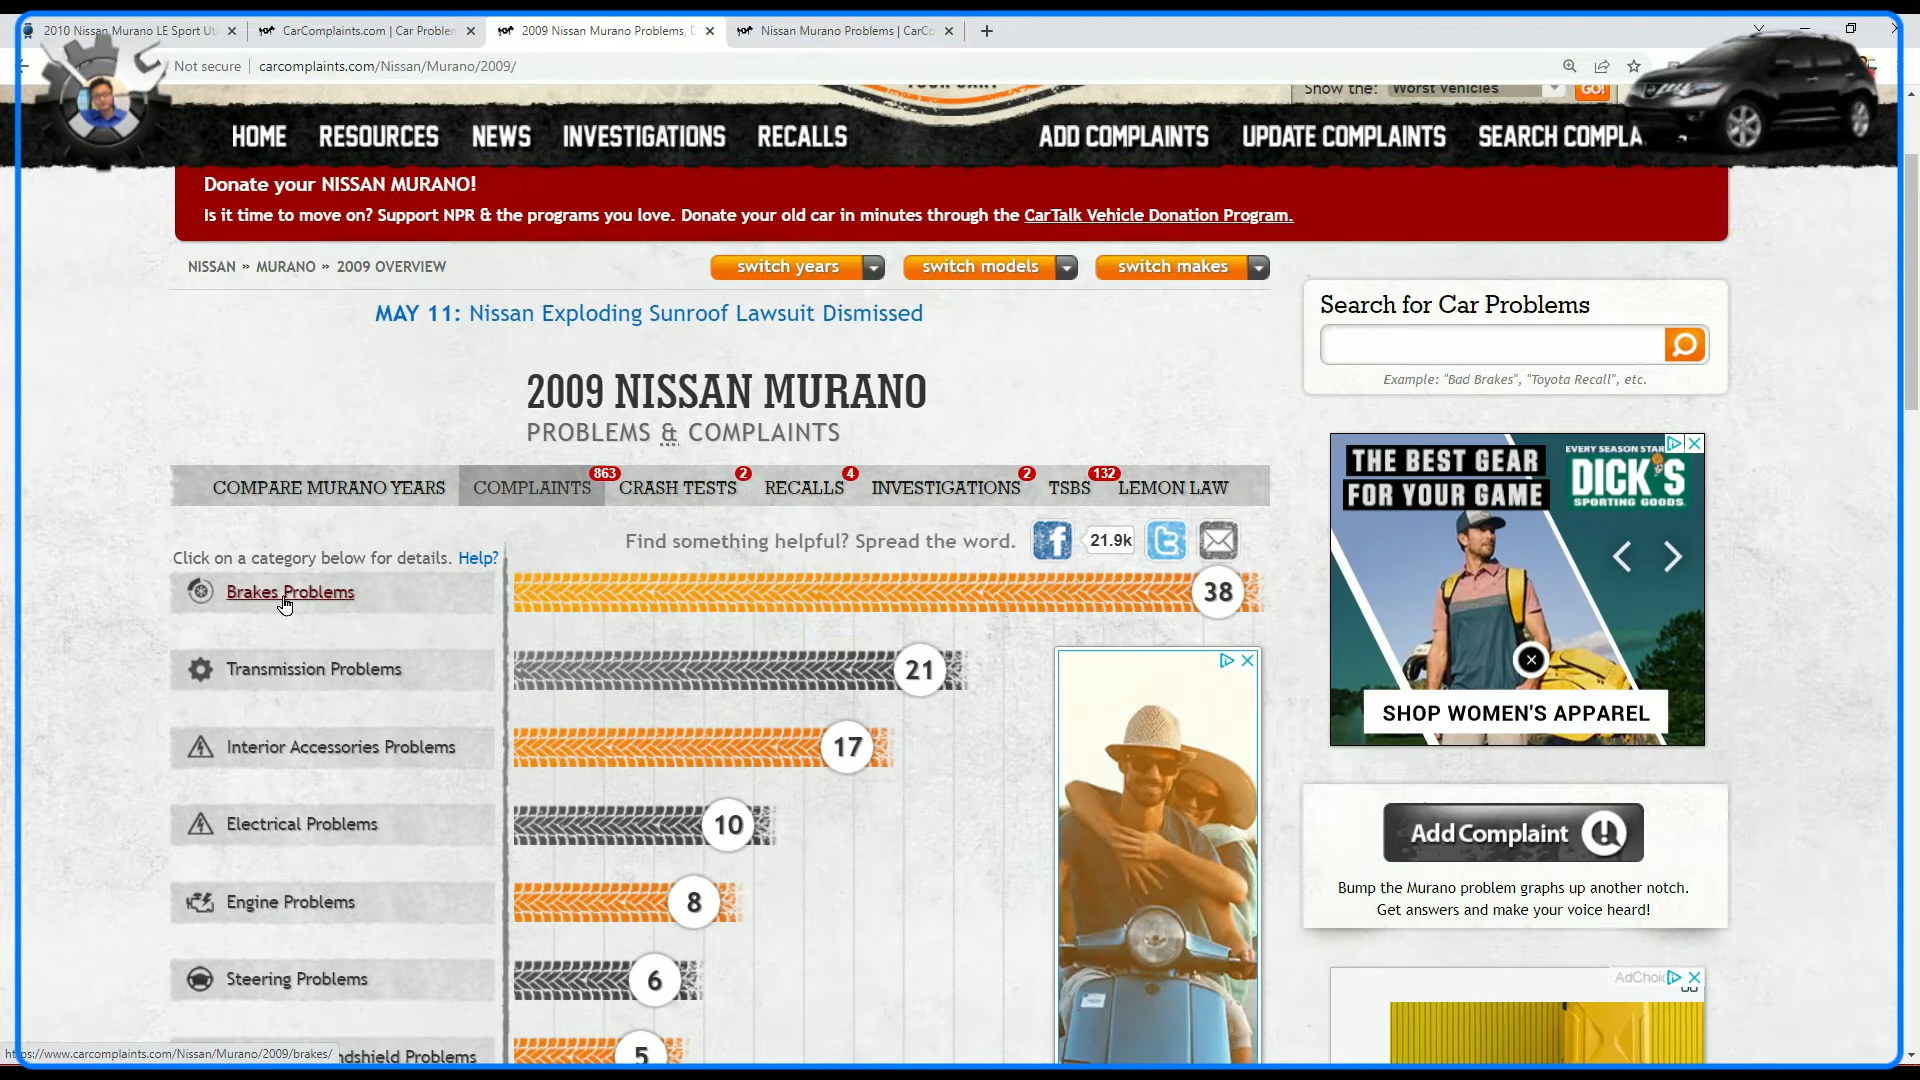 2010 Nissan Murano LE Sport Ut
CarComplaints.com | Car Problem
2009 Nissan Murano Problems, D
Nissan Murano Problems | CarCo
Not secure
carcomplaints.com/Nissan/Murano/2009/
YOUR CAR?
Show the: Worst Vehicles GO!
HOME RESOURCES NEWS INVESTIGATIONS RECALLS ADD COMPLAINTS UPDATE COMPLAINTS SEARCH COMPLA
Donate your NISSAN MURANO!
Is it time to move on? Support NPR & the programs you love. Donate your old car in minutes through the CarTalk Vehicle Donation Program.
NISSAN » MURANO » 2009 OVERVIEW
switch years switch models switch makes
MAY 11: Nissan Exploding Sunroof Lawsuit Dismissed
2009 NISSAN MURANO
PROBLEMS & COMPLAINTS
COMPARE MURANO YEARS COMPLAINTS 863 CRASH TESTS 2 RECALLS 4 INVESTIGATIONS 2 TSBS 132 LEMON LAW
Find something helpful? Spread the word. 21.9k
Click on a category below for details. Help?
Brakes Problems 38
Transmission Problems 21
Interior Accessories Problems 17
Electrical Problems 10
Engine Problems 8
Steering Problems 6
dshield Problems 5
https://www.carcomplaints.com/Nissan/Murano/2009/brakes/
Search for Car Problems
Example: "Bad Brakes", "Toyota Recall", etc.
THE BEST GEAR
FOR YOUR GAME
EVERY SEASON STAR
DICK'S
SPORTING GOODS.
SHOP WOMEN'S APPAREL
Add Complaint
Bump the Murano problem graphs up another notch.
Get answers and make your voice heard!
AdChoic